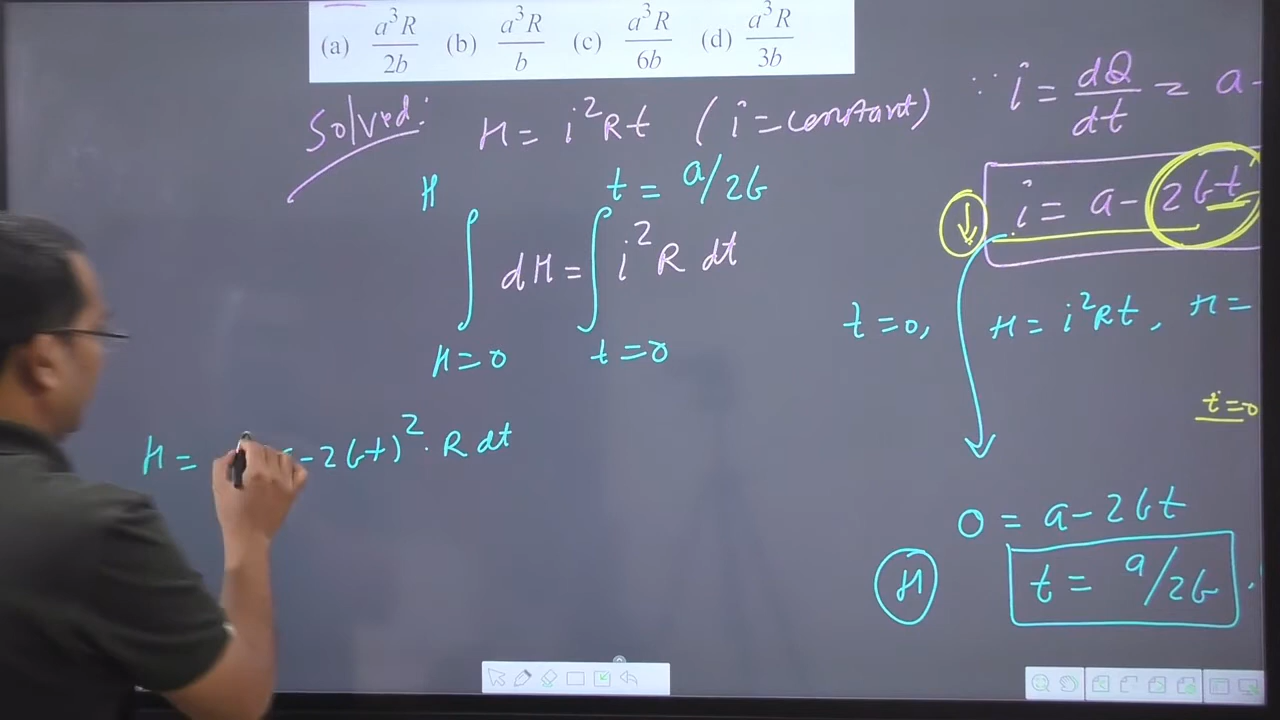 (a) a³R/2b (b) a³R/b (c) a³R/6b (d) a³R/3b
Solved: H = i²Rt (i = constant)
∵ i = dQ/dt = a-
i = a - 2bt
H t = a/2b
∫ dH = ∫ i²R dt
H = 0 t = 0
t = 0, H = i²Rt, H =
t = 0
H = - 2bt)² · R dt
0 = a - 2bt
H t = a/2b .